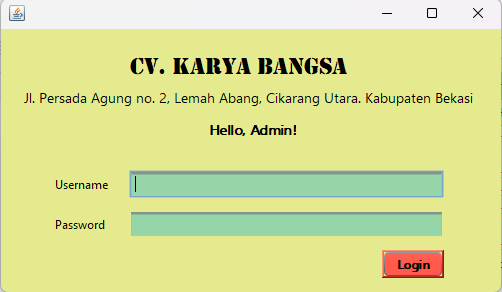 CV. KARYA BANGSA
Jl. Persada Agung no. 2, Lemah Abang, Cikarang Utara. Kabupaten Bekasi
Hello, Admin!
Username
Password
Login